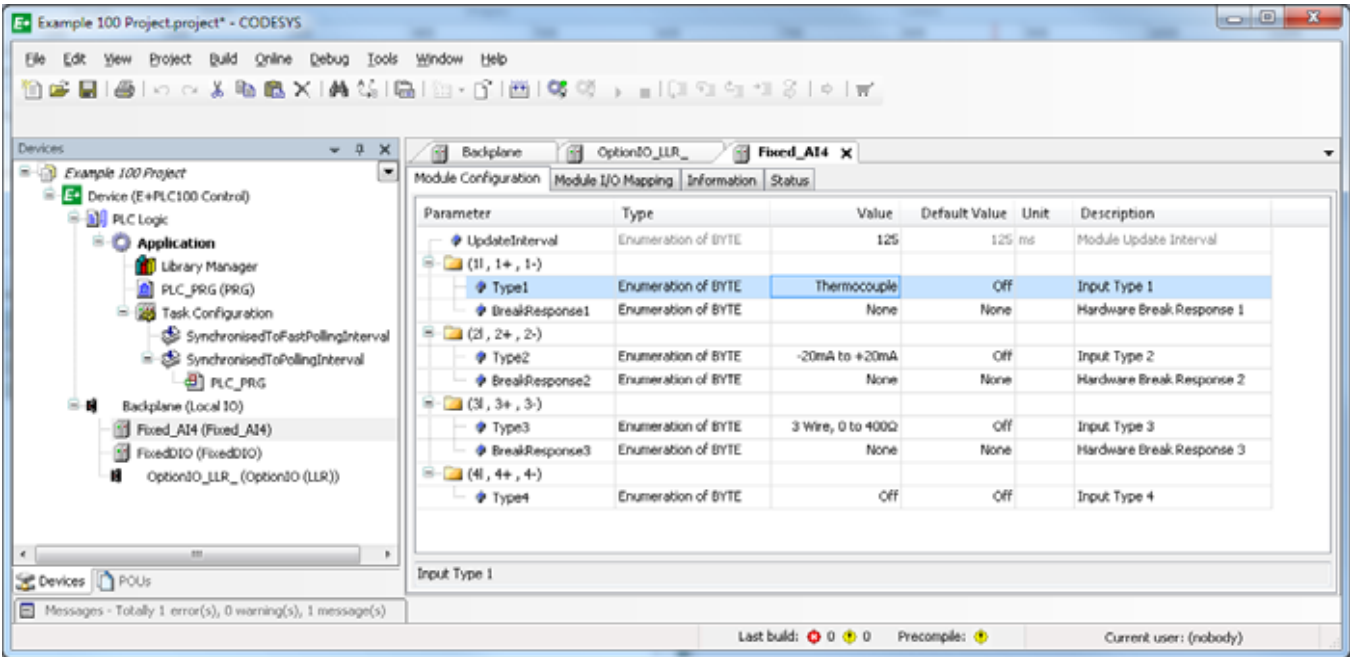 Example 100 Project.project* - CODESYS
File Edit View Project Build Online Debug Tools Window Help
Devices
Example 100 Project
Device (E+PLC100 Control)
PLC Logic
Application
Library Manager
PLC_PRG (PRG)
Task Configuration
SynchronisedToFastPollingInterval
SynchronisedToPollingInterval
PLC_PRG
Backplane (Local IO)
Fixed_AI4 (Fixed_AI4)
FixedDIO (FixedDIO)
OptionIO_LLR_ (OptionIO (LLR))
Devices POUs
Backplane OptionIO_LLR_ Fixed_AI4
Module Configuration Module I/O Mapping Information Status
Parameter Type Value Default Value Unit Description
UpdateInterval Enumeration of BYTE 125 125 ms Module Update Interval
(1I, 1+, 1-)
Type1 Enumeration of BYTE Thermocouple Off Input Type 1
BreakResponse1 Enumeration of BYTE None None Hardware Break Response 1
(2I, 2+, 2-)
Type2 Enumeration of BYTE -20mA to +20mA Off Input Type 2
BreakResponse2 Enumeration of BYTE None None Hardware Break Response 2
(3I, 3+, 3-)
Type3 Enumeration of BYTE 3 Wire, 0 to 400Ω Off Input Type 3
BreakResponse3 Enumeration of BYTE None None Hardware Break Response 3
(4I, 4+, 4-)
Type4 Enumeration of BYTE Off Off Input Type 4
Input Type 1
Messages - Totally 1 error(s), 0 warning(s), 1 message(s)
Last build: 0 0 Precompile: Current user: (nobody)